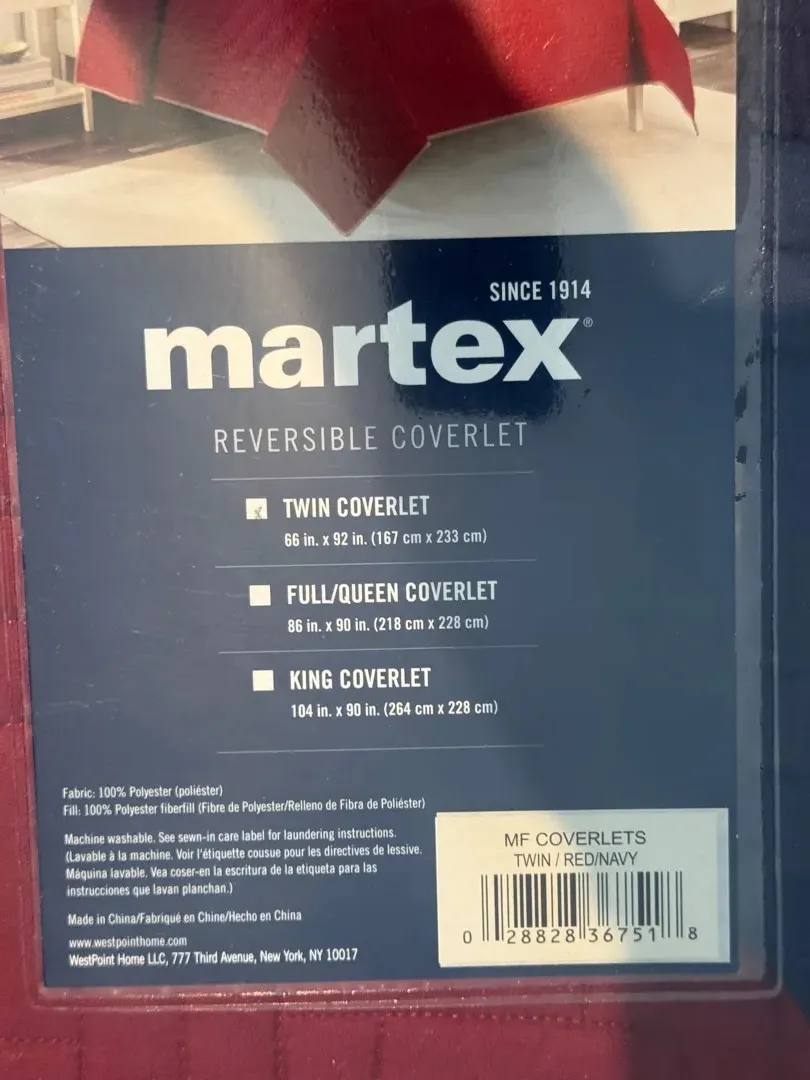 SINCE 1914
martex®
REVERSIBLE COVERLET
TWIN COVERLET
66 in. x 92 in. (167 cm x 233 cm)
FULL/QUEEN COVERLET
86 in. x 90 in. (218 cm x 228 cm)
KING COVERLET
104 in. x 90 in. (264 cm x 228 cm)
Fabric: 100% Polyester (poliéster)
Fill: 100% Polyester fiberfill (Fibre de Polyester/Relleno de Fibra de Poliéster)
Machine washable. See sewn-in care label for laundering instructions.
(Lavable à la machine. Voir l'étiquette cousue pour les directives de lessive.
Máquina lavable. Vea coser-en la escritura de la etiqueta para las
instrucciones que lavan planchan.)
Made in China/Fabriqué en Chine/Hecho en China
www.westpointhome.com
WestPoint Home LLC, 777 Third Avenue, New York, NY 10017
MF COVERLETS
TWIN / RED/NAVY
0 28828 36751 8